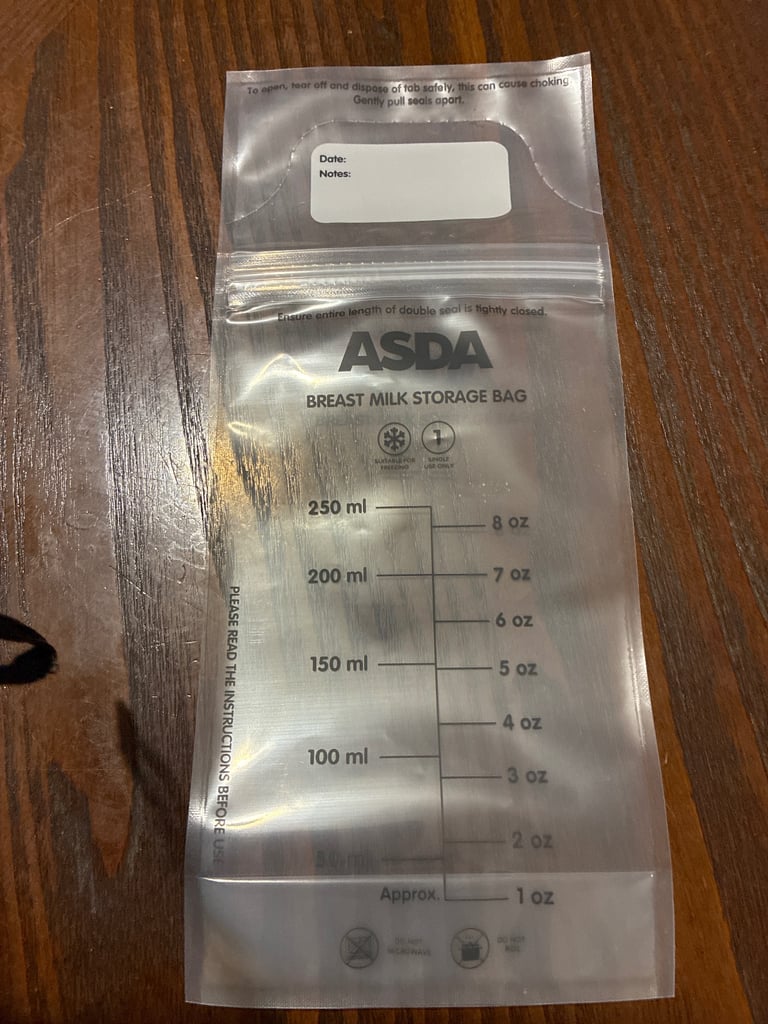 To open, tear off and dispose of tab safely, this can cause choking
Gently pull seals apart.
Date:
Notes:
Ensure entire length of double seal is tightly closed.
ASDA
BREAST MILK STORAGE BAG
1
SUITABLE FOR
FREEZING
SINGLE
USE ONLY
250 ml
8 oz
200 ml
7 oz
6 oz
150 ml
5 oz
4 oz
100 ml
3 oz
2 oz
50 ml
Approx.
1 oz
PLEASE READ THE INSTRUCTIONS BEFORE USE
DO NOT
MICROWAVE
DO NOT
BOIL